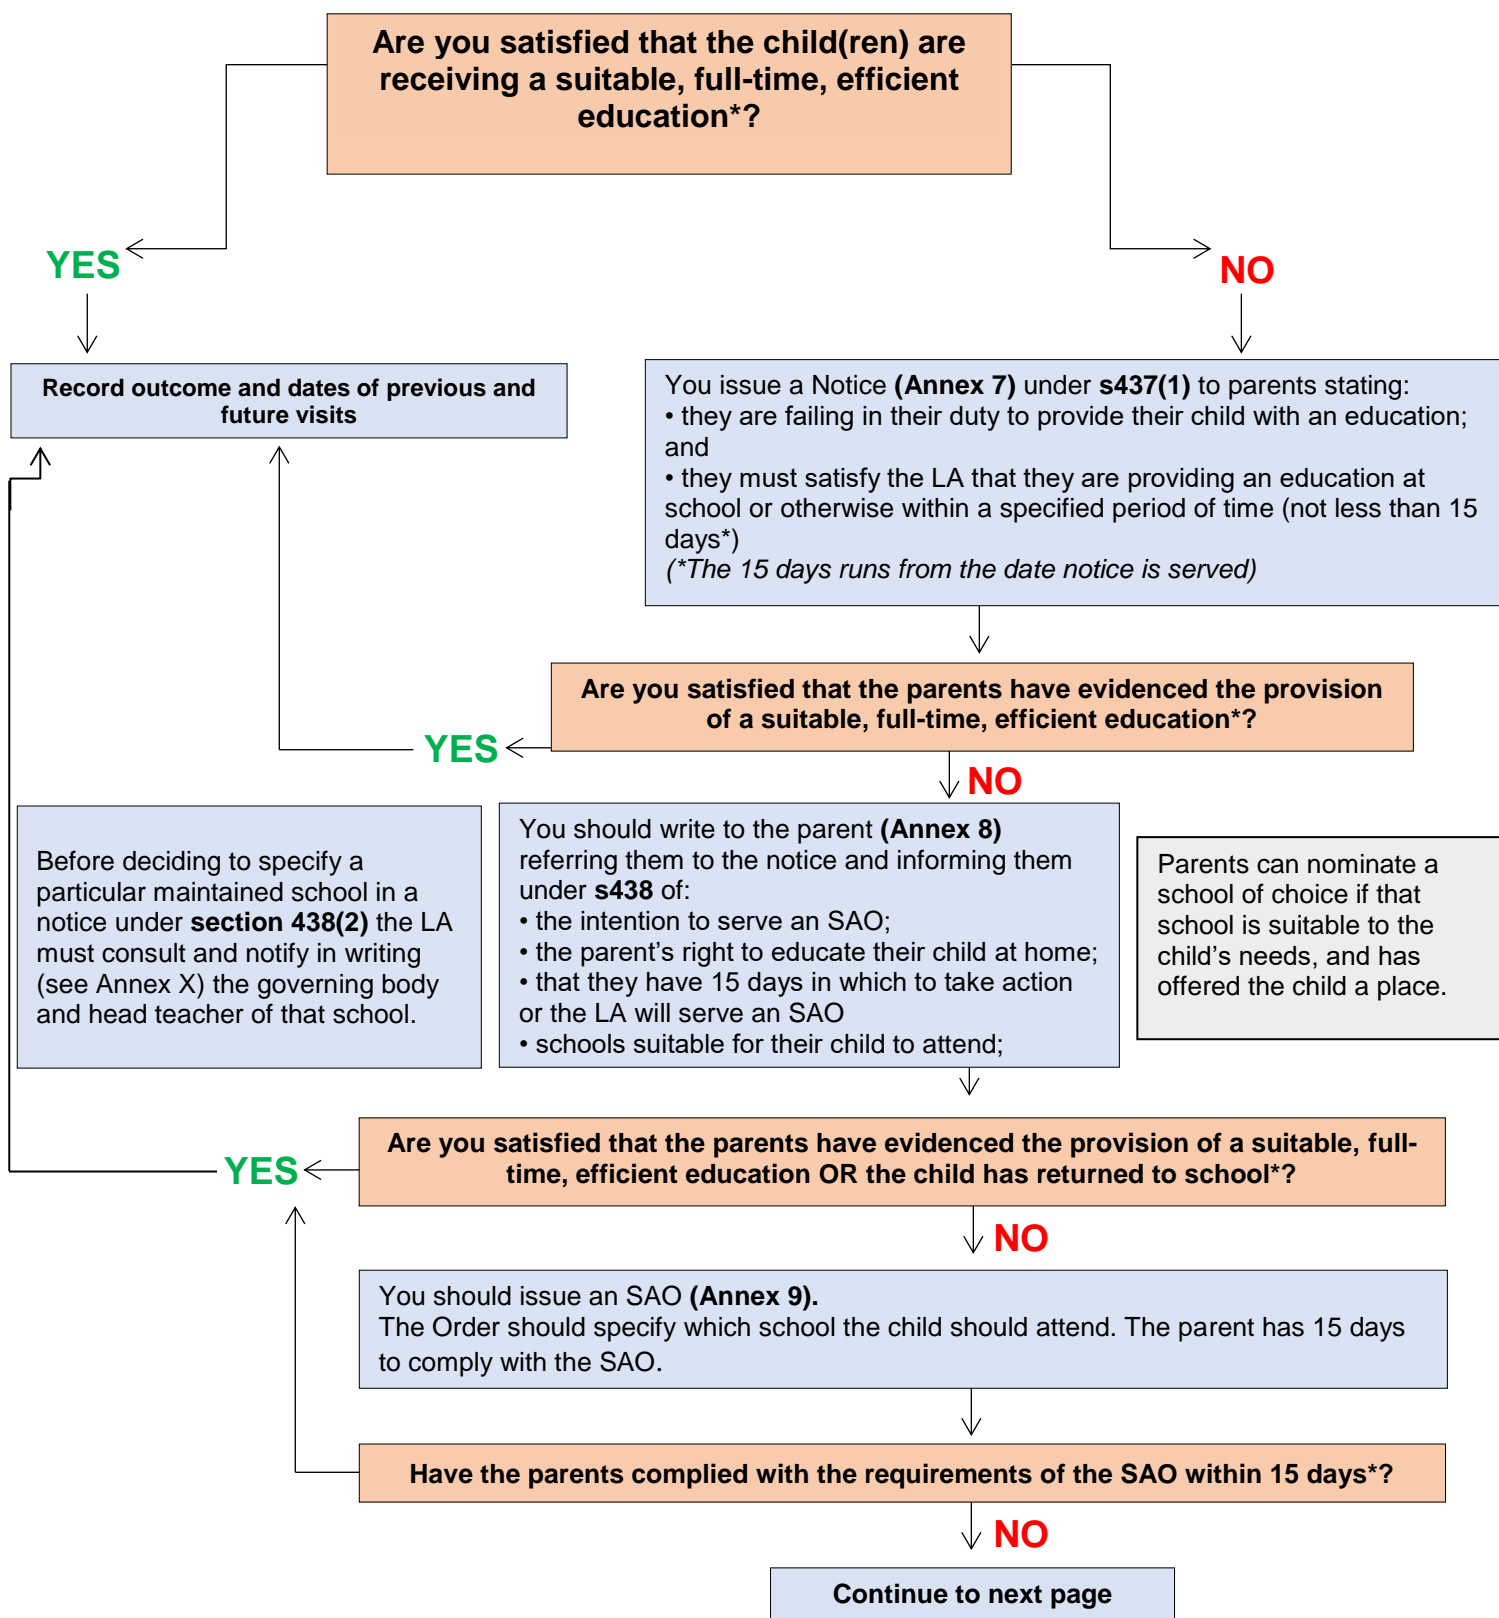 Are you satisfied that the child(ren) are
receiving a suitable, full-time, efficient
education*?
YES
NO
Record outcome and dates of previous and
future visits
You issue a Notice (Annex 7) under s437(1) to parents stating:
• they are failing in their duty to provide their child with an education;
and
• they must satisfy the LA that they are providing an education at
school or otherwise within a specified period of time (not less than 15
days*)
(*The 15 days runs from the date notice is served)
Are you satisfied that the parents have evidenced the provision
of a suitable, full-time, efficient education*?
YES
NO
Before deciding to specify a
particular maintained school in a
notice under section 438(2) the LA
must consult and notify in writing
(see Annex X) the governing body
and head teacher of that school.
You should write to the parent (Annex 8)
referring them to the notice and informing them
under s438 of:
• the intention to serve an SAO;
• the parent’s right to educate their child at home;
• that they have 15 days in which to take action
or the LA will serve an SAO
• schools suitable for their child to attend;
Parents can nominate a
school of choice if that
school is suitable to the
child’s needs, and has
offered the child a place.
Are you satisfied that the parents have evidenced the provision of a suitable, full-
time, efficient education OR the child has returned to school*?
YES
NO
You should issue an SAO (Annex 9).
The Order should specify which school the child should attend. The parent has 15 days
to comply with the SAO.
Have the parents complied with the requirements of the SAO within 15 days*?
NO
Continue to next page